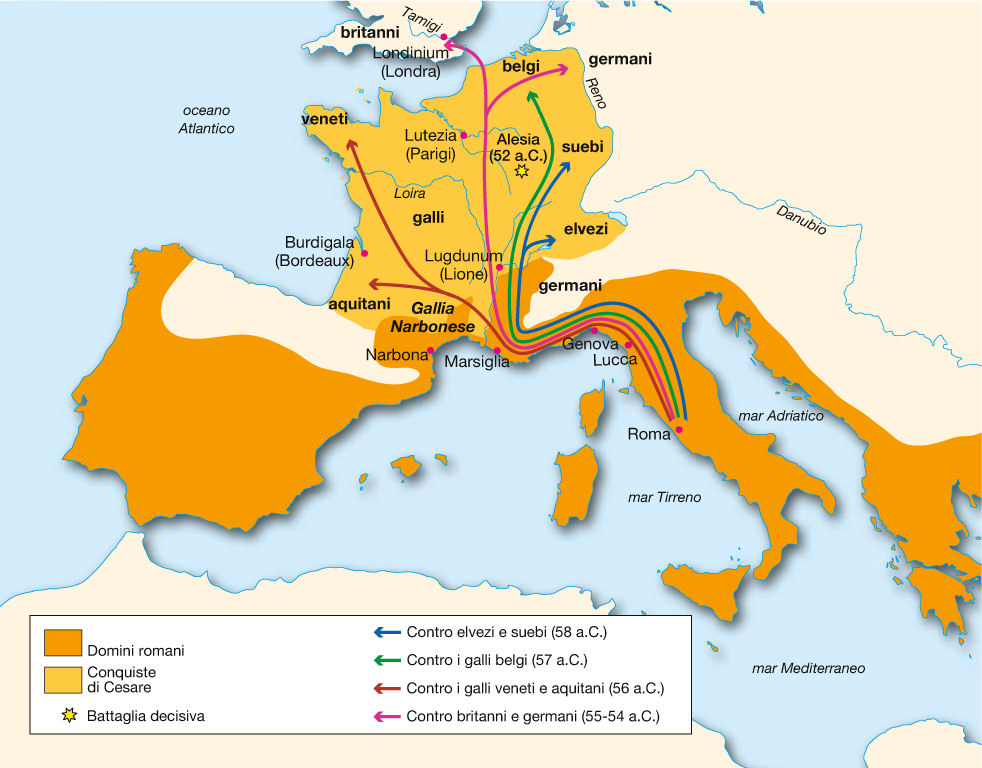 Tamigi
britanni
Londinium
(Londra)
belgi
germani
Reno
oceano
Atlantico
veneti
Lutezia
(Parigi)
Alesia
(52 a.C.)
suebi
Loira
galli
Danubio
elvezi
Burdigala
(Bordeaux)
Lugdunum
(Lione)
germani
aquitani
Gallia
Narbonese
Narbona
Marsiglia
Genova
Lucca
mar Adriatico
Roma
mar Tirreno
mar Mediterraneo
Domini romani
Conquiste
di Cesare
Battaglia decisiva
Contro elvezi e suebi (58 a.C.)
Contro i galli belgi (57 a.C.)
Contro i galli veneti e aquitani (56 a.C.)
Contro britanni e germani (55-54 a.C.)